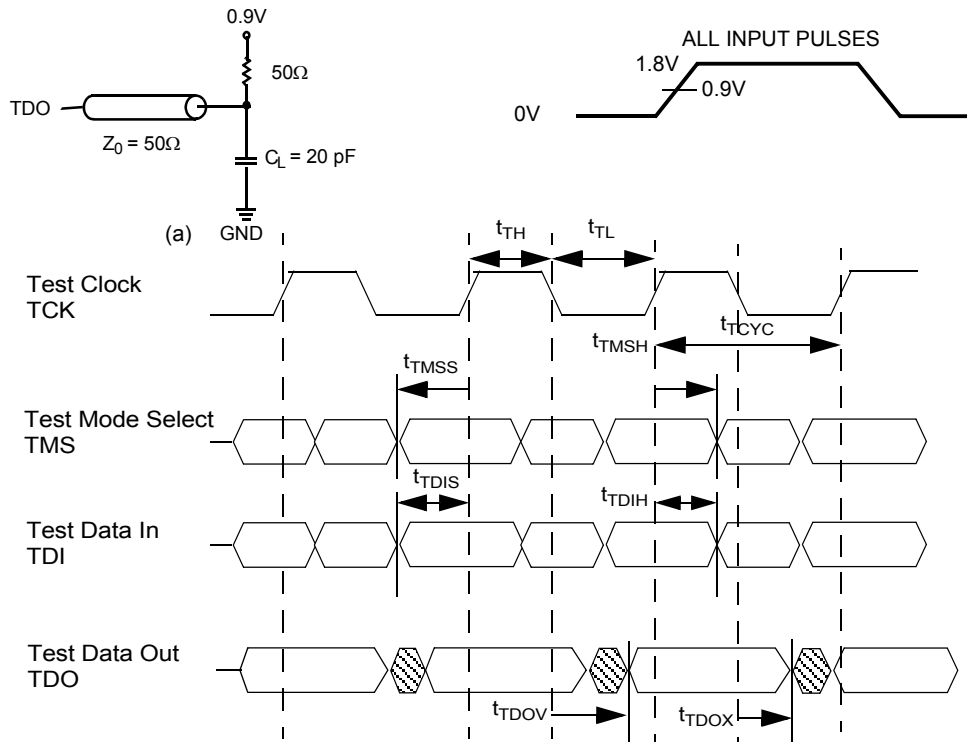 0.9V
ALL INPUT PULSES
50Ω
1.8V
0.9V
TDO
0V
Z0 = 50Ω
CL = 20 pF
(a)
GND
tTH
tTL
Test Clock
TCK
tTCYC
tTMSH
tTMSS
Test Mode Select
TMS
tTDIS
tTDIH
Test Data In
TDI
Test Data Out
TDO
tTDOV
tTDOX